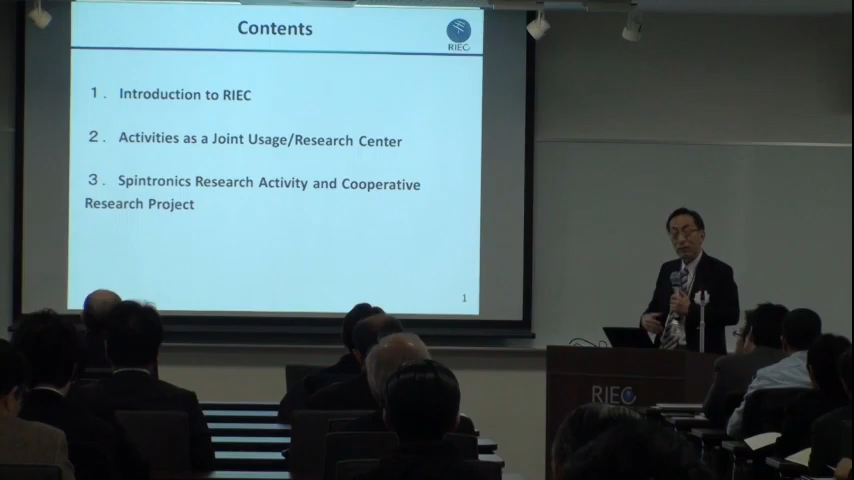 Contents
RIEC
１． Introduction to RIEC
２． Activities as a Joint Usage/Research Center
３． Spintronics Research Activity and Cooperative
Research Project
1
RIEC